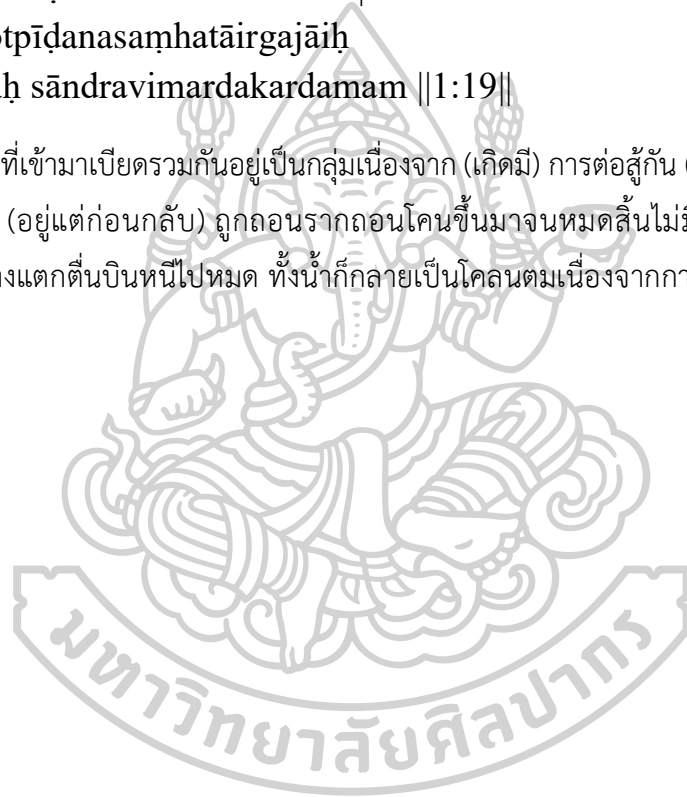 otpīḍanasaṃhatāirgajāiḥ
ḥ sāndravimardakardamam ||1:19||
ที่เข้ามาเบียดรวมกันอยู่เป็นกลุ่มเนื่องจาก (เกิดมี) การต่อสู้กัน
(อยู่แต่ก่อนกลับ) ถูกถอนรากถอนโคนขึ้นมาจนหมดสิ้น
แตกตื่นบินหนีไปหมด ทั้งน้ำก็กลายเป็นโคลนตมเนื่องจาก
มหาวิทยาลัยศิลปากร